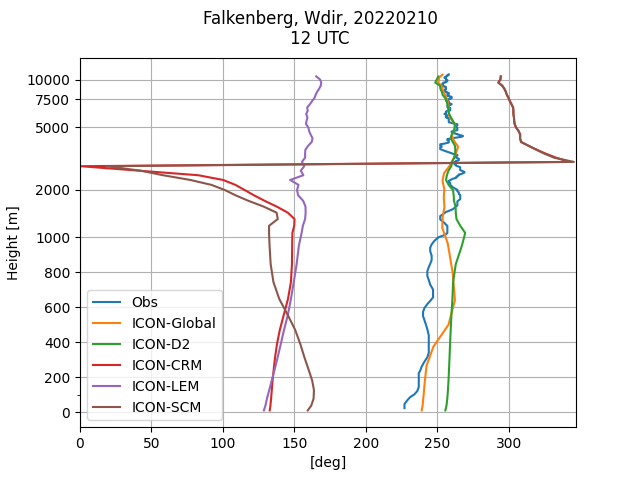 Falkenberg, Wdir, 20220210
12 UTC
Height [m]
10000
7500
5000
2000
1000
800
600
400
200
0
Obs
ICON-Global
ICON-D2
ICON-CRM
ICON-LEM
ICON-SCM
0 50 100 150 200 250 300
[deg]